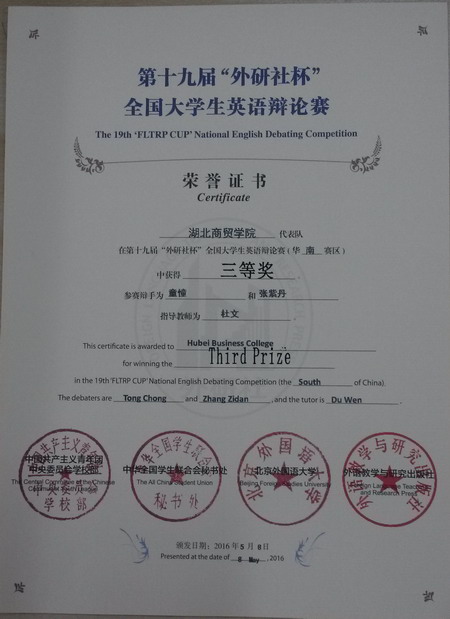 第十九届“外研社杯”
全国大学生英语辩论赛
The 19th ‘FLTRP CUP’ National English Debating Competition
荣誉证书
Certificate
湖北商贸学院 代表队
在第十九届“外研社杯”全国大学生英语辩论赛（华 南 赛区）
中获得 三等奖
参赛辩手为 童憧 和 张紫丹
指导教师为 杜文
This certificate is awarded to Hubei Business College
for winning the Third Prize
in the 19th ‘FLTRP CUP’ National English Debating Competition (the South of China)
The debaters are Tong Chong and Zhang Zidan ,and the tutor is Du Wen .
中国共产主义青年团
中央委员会学校部
中华全国学生联合会秘书处
北京外国语大学
外语教学与研究出版社
The Central Committee of the Chinese
The All China Student Union
Beijing Foreign Studies University
and Research Press
颁发日期：2016 年 5 月 8 日
Presented at the date of 8 May ,2016